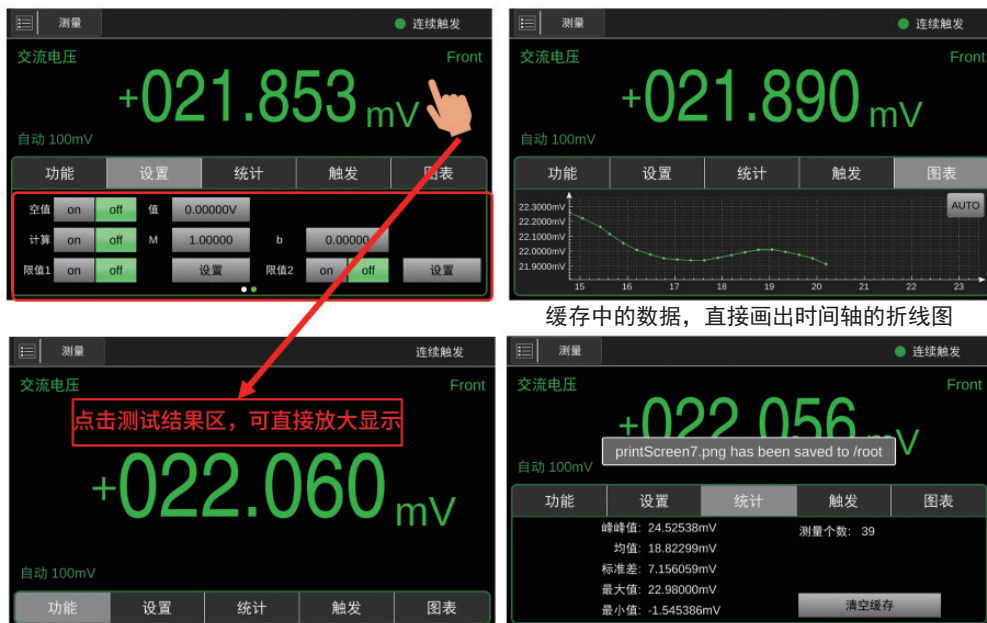 测量
连续触发
交流电压
Front
+021.853 mV
自动 100mV
功能 设置 统计 触发 图表
空值 on off 值 0.00000V
计算 on off M 1.00000 b 0.00000
限值1 on off 设置 限值2 on off 设置
测量
连续触发
交流电压
Front
+021.890 mV
自动 100mV
功能 设置 统计 触发 图表
AUTO
22.3000mV
22.2000mV
22.1000mV
22.0000mV
21.9000mV
15 16 17 18 19 20 21 22 23
缓存中的数据，直接画出时间轴的折线图
测量
连续触发
交流电压
Front
点击测试结果区，可直接放大显示
+022.060 mV
自动 100mV
功能 设置 统计 触发 图表
测量
连续触发
交流电压
Front
+022.056 mV
printScreen7.png has been saved to /root
自动 100mV
功能 设置 统计 触发 图表
峰峰值: 24.52538mV 测量个数: 39
均值: 18.82299mV
标准差: 7.156059mV
最大值: 22.98000mV
最小值: -1.545386mV 清空缓存